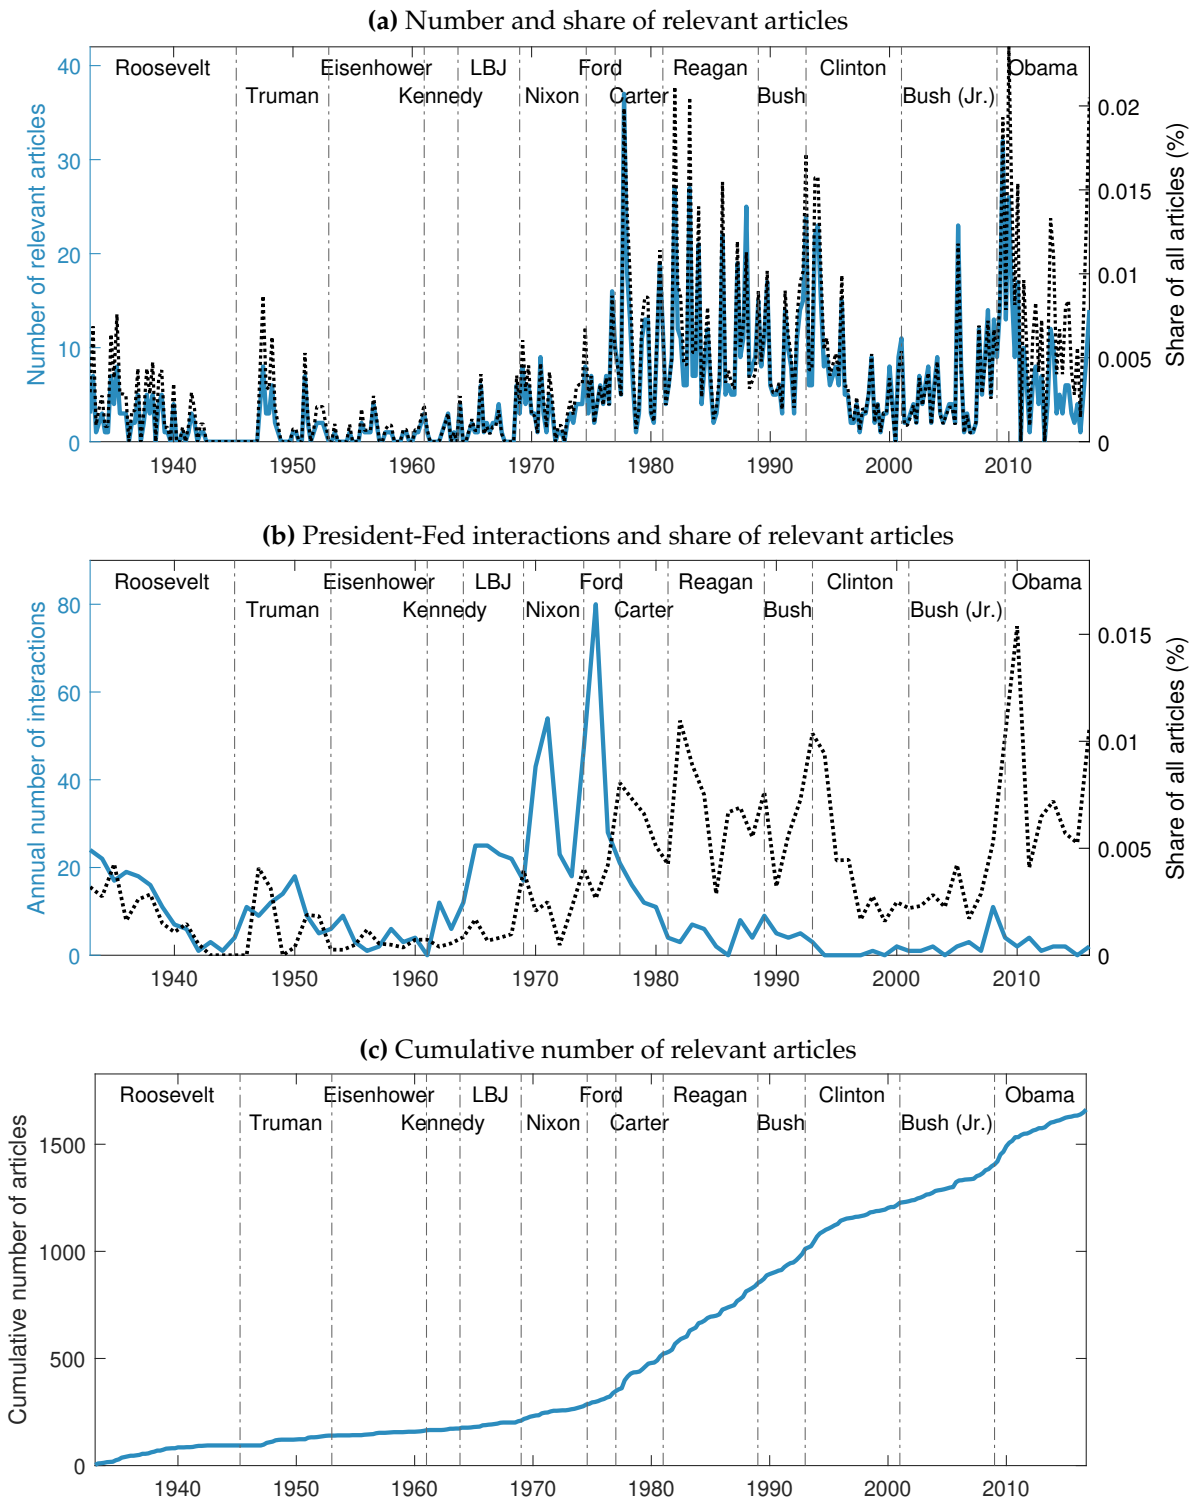 (a) Number and share of relevant articles
Roosevelt Eisenhower LBJ Ford Reagan Clinton Obama
Truman Kennedy Nixon Carter Bush Bush (Jr.)
Number of relevant articles
40
30
20
10
0
Share of all articles (%)
0.02
0.015
0.01
0.005
0
1940 1950 1960 1970 1980 1990 2000 2010
(b) President-Fed interactions and share of relevant articles
Roosevelt Eisenhower LBJ Ford Reagan Clinton Obama
Truman Kennedy Nixon Carter Bush Bush (Jr.)
Annual number of interactions
80
60
40
20
0
Share of all articles (%)
0.015
0.01
0.005
0
1940 1950 1960 1970 1980 1990 2000 2010
(c) Cumulative number of relevant articles
Roosevelt Eisenhower LBJ Ford Reagan Clinton Obama
Truman Kennedy Nixon Carter Bush Bush (Jr.)
Cumulative number of articles
1500
1000
500
0
1940 1950 1960 1970 1980 1990 2000 2010